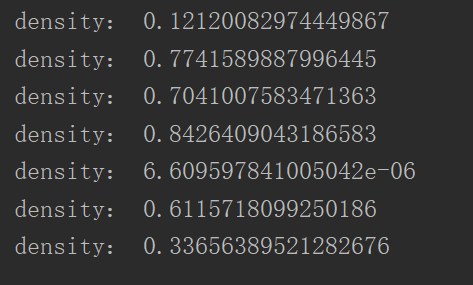 density： 0.12120082974449867
density： 0.7741589887996445
density： 0.7041007583471363
density： 0.8426409043186583
density： 6.609597841005042e-06
density： 0.6115718099250186
density： 0.33656389521282676